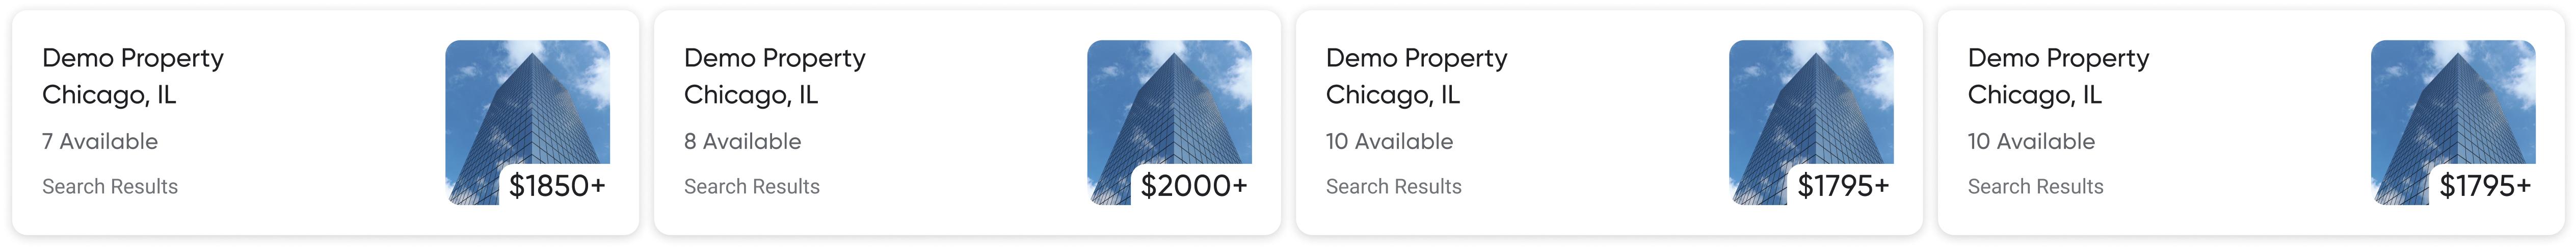 Demo Property
Chicago, IL
7 Available
Search Results
$1850+
Demo Property
Chicago, IL
8 Available
Search Results
$2000+
Demo Property
Chicago, IL
10 Available
Search Results
$1795+
Demo Property
Chicago, IL
10 Available
Search Results
$1795+